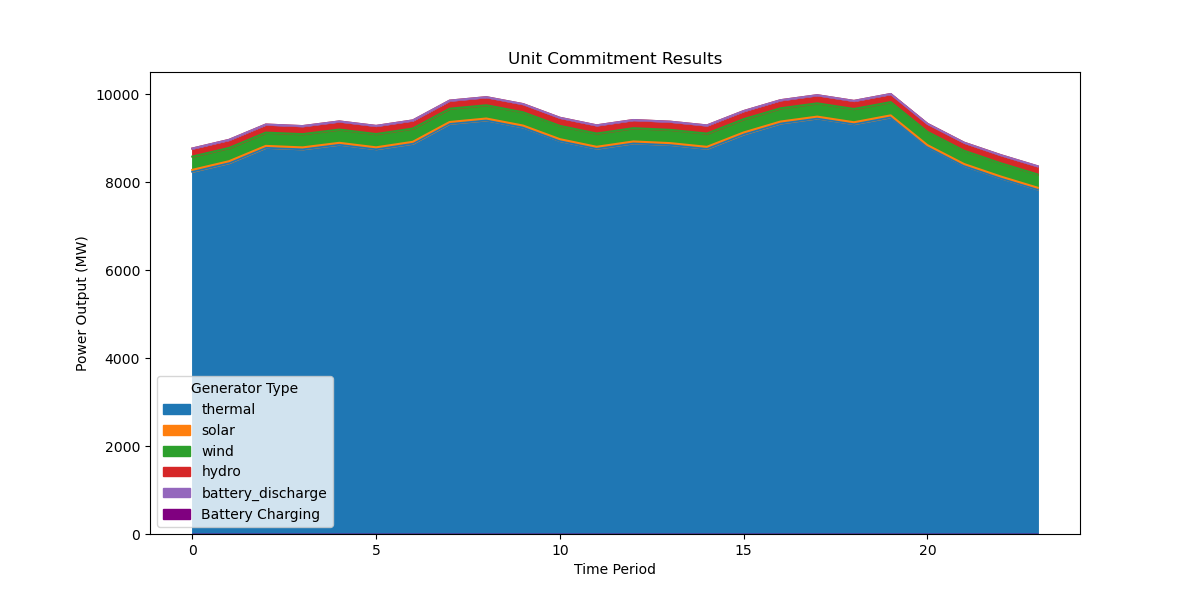 Unit Commitment Results
Power Output (MW)
10000
8000
6000
4000
2000
0
Generator Type
thermal
solar
wind
hydro
battery_discharge
Battery Charging
0 5 10 15 20
Time Period